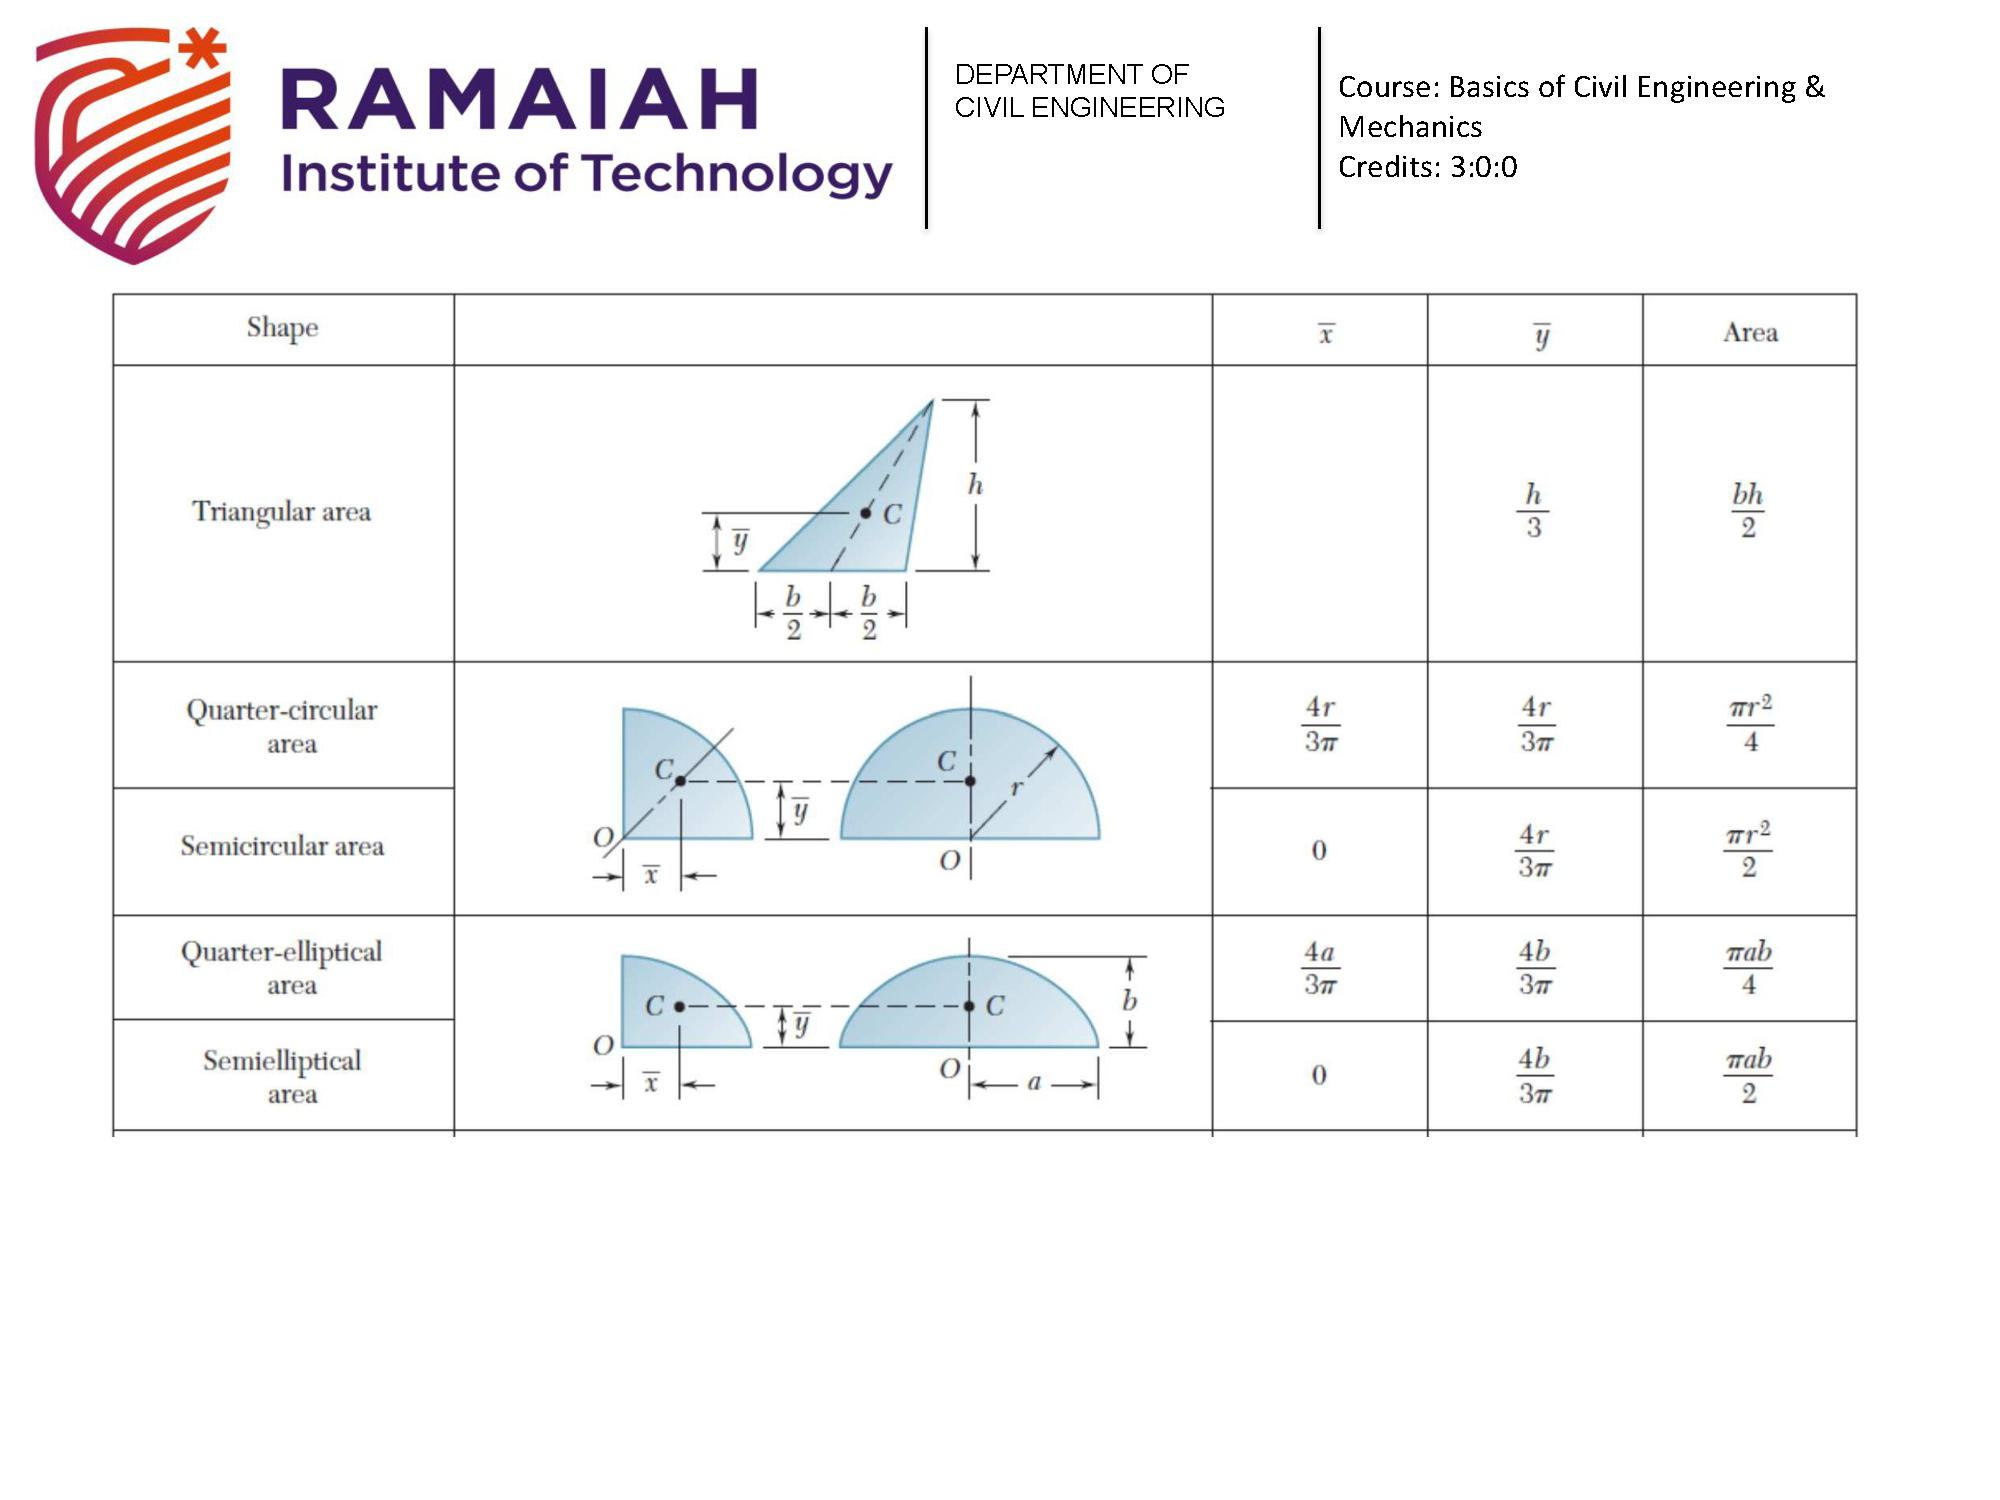 RAMAIAH
Institute of Technology
DEPARTMENT OF
CIVIL ENGINEERING
Course: Basics of Civil Engineering &
Mechanics
Credits: 3:0:0
Shape x̅ y̅ Area
Triangular area
h
C
y̅
b/2 b/2
h/3
bh/2
Quarter-circular
area
C
O
x̅
y̅
C
r
O
4r/3π
4r/3π
πr²/4
Semicircular area
0
4r/3π
πr²/2
Quarter-elliptical
area
C
O
x̅
y̅
C
O
a
b
4a/3π
4b/3π
πab/4
Semielliptical
area
0
4b/3π
πab/2